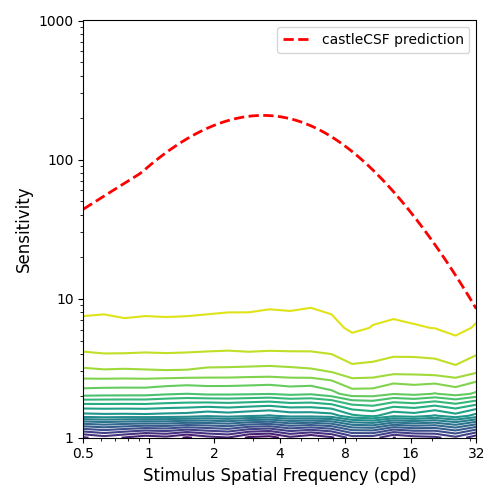 1000
100
10
1
Sensitivity
castleCSF prediction
0.5 1 2 4 8 16 32
Stimulus Spatial Frequency (cpd)